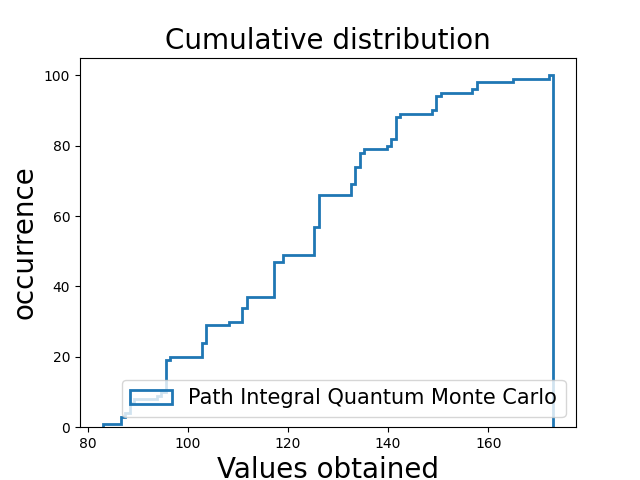 Cumulative distribution
100
80
60
40
20
0
occurrence
Path Integral Quantum Monte Carlo
80 100 120 140 160
Values obtained